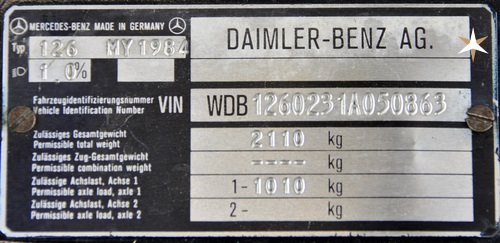 MERCEDES-BENZ MADE IN GERMANY
Typ 126 MY1984
1.0%
DAIMLER-BENZ AG.
Fahrzeugidentifizierungsnummer
Vehicle Identification Number
VIN WDB 1260231A050863
Zulässiges Gesamtgewicht
Permissible total weight
2110 kg
Zulässiges Zug-Gesamtgewicht
Permissible combination weight
---- kg
Zulässige Achslast, Achse 1
Permissible axle load, axle 1
1- 1010 kg
Zulässige Achslast, Achse 2
Permissible axle load, axle 2
2- kg